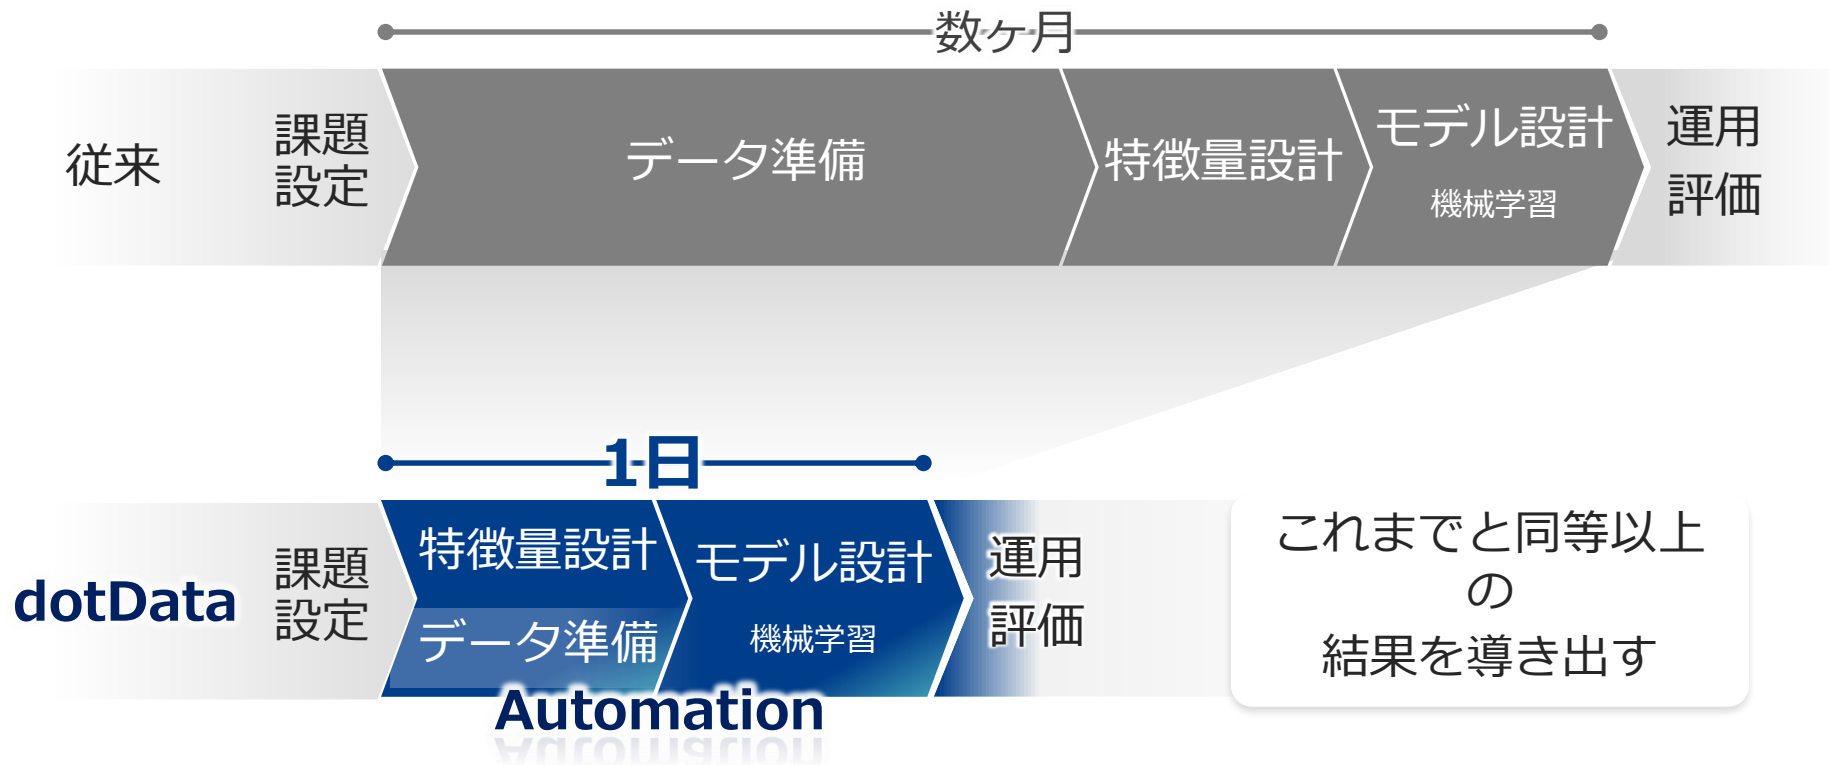 数ヶ月
従来
課題
設定
データ準備
特徴量設計
モデル設計
機械学習
運用
評価
1日
dotData
課題
設定
特徴量設計
データ準備
モデル設計
機械学習
運用
評価
Automation
これまでと同等以上
の
結果を導き出す